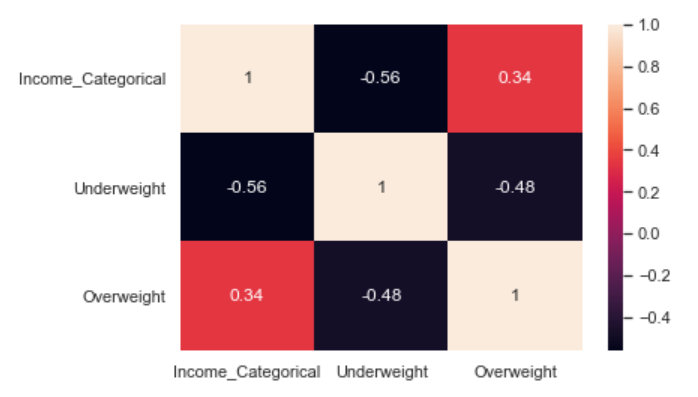 Income_Categorical 1 -0.56 0.34
Underweight -0.56 1 -0.48
Overweight 0.34 -0.48 1
Income_Categorical Underweight Overweight
1.0
0.8
0.6
0.4
0.2
0.0
−0.2
−0.4